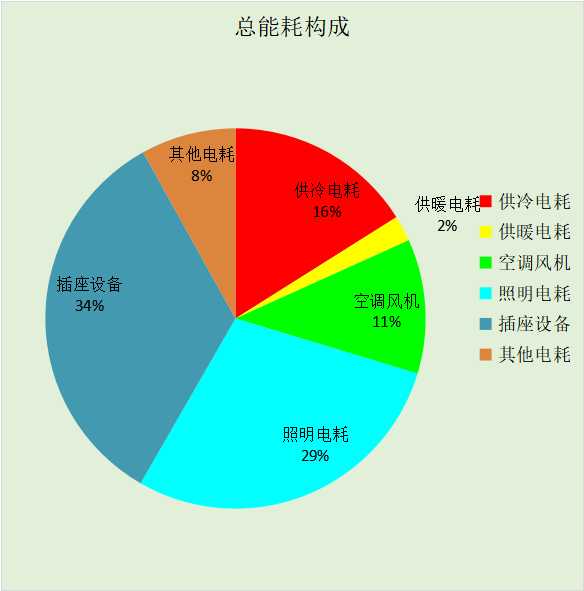 总能耗构成
其他电耗
8%
供冷电耗
16%
供暖电耗
2%
空调风机
11%
照明电耗
29%
插座设备
34%
供冷电耗
供暖电耗
空调风机
照明电耗
插座设备
其他电耗